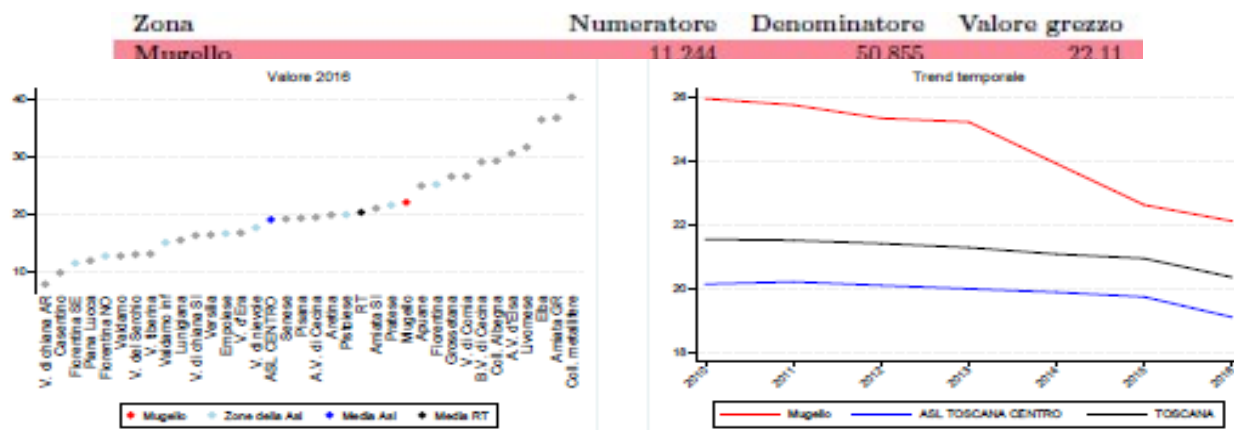 Zona Numeratore Denominatore Valore grezzo
Mugello 11.244 50.855 22.11
Valore 2016
40
30
20
10
V. di chiana AR
Casentino
Fiorentina SE
Piana Lucca
Fiorentina NO
Valdarno
V. del Serchio
V. tiberina
Valdarno inf
Lunigiana
V. di chiana SI
Versilia
Empolese
V. d'Era
V. di nievole
ASL CENTRO
Senese
Pisana
A.V. di Cecina
Aretina
Pistoiese
RT
Amiata SI
Pratese
Mugello
Apuane
Fiorentina
Grossetana
V. di Cornia
B.V. di Cecina
Coll. Albegna
A.V. d'Elsa
Livornese
Elba
Amiata GR
Coll. metallifere
Mugello Zone della Asl Media Asl Media RT
Trend temporale
26
24
22
20
18
2010 2011 2012 2013 2014 2015 2016
Mugello ASL TOSCANA CENTRO TOSCANA